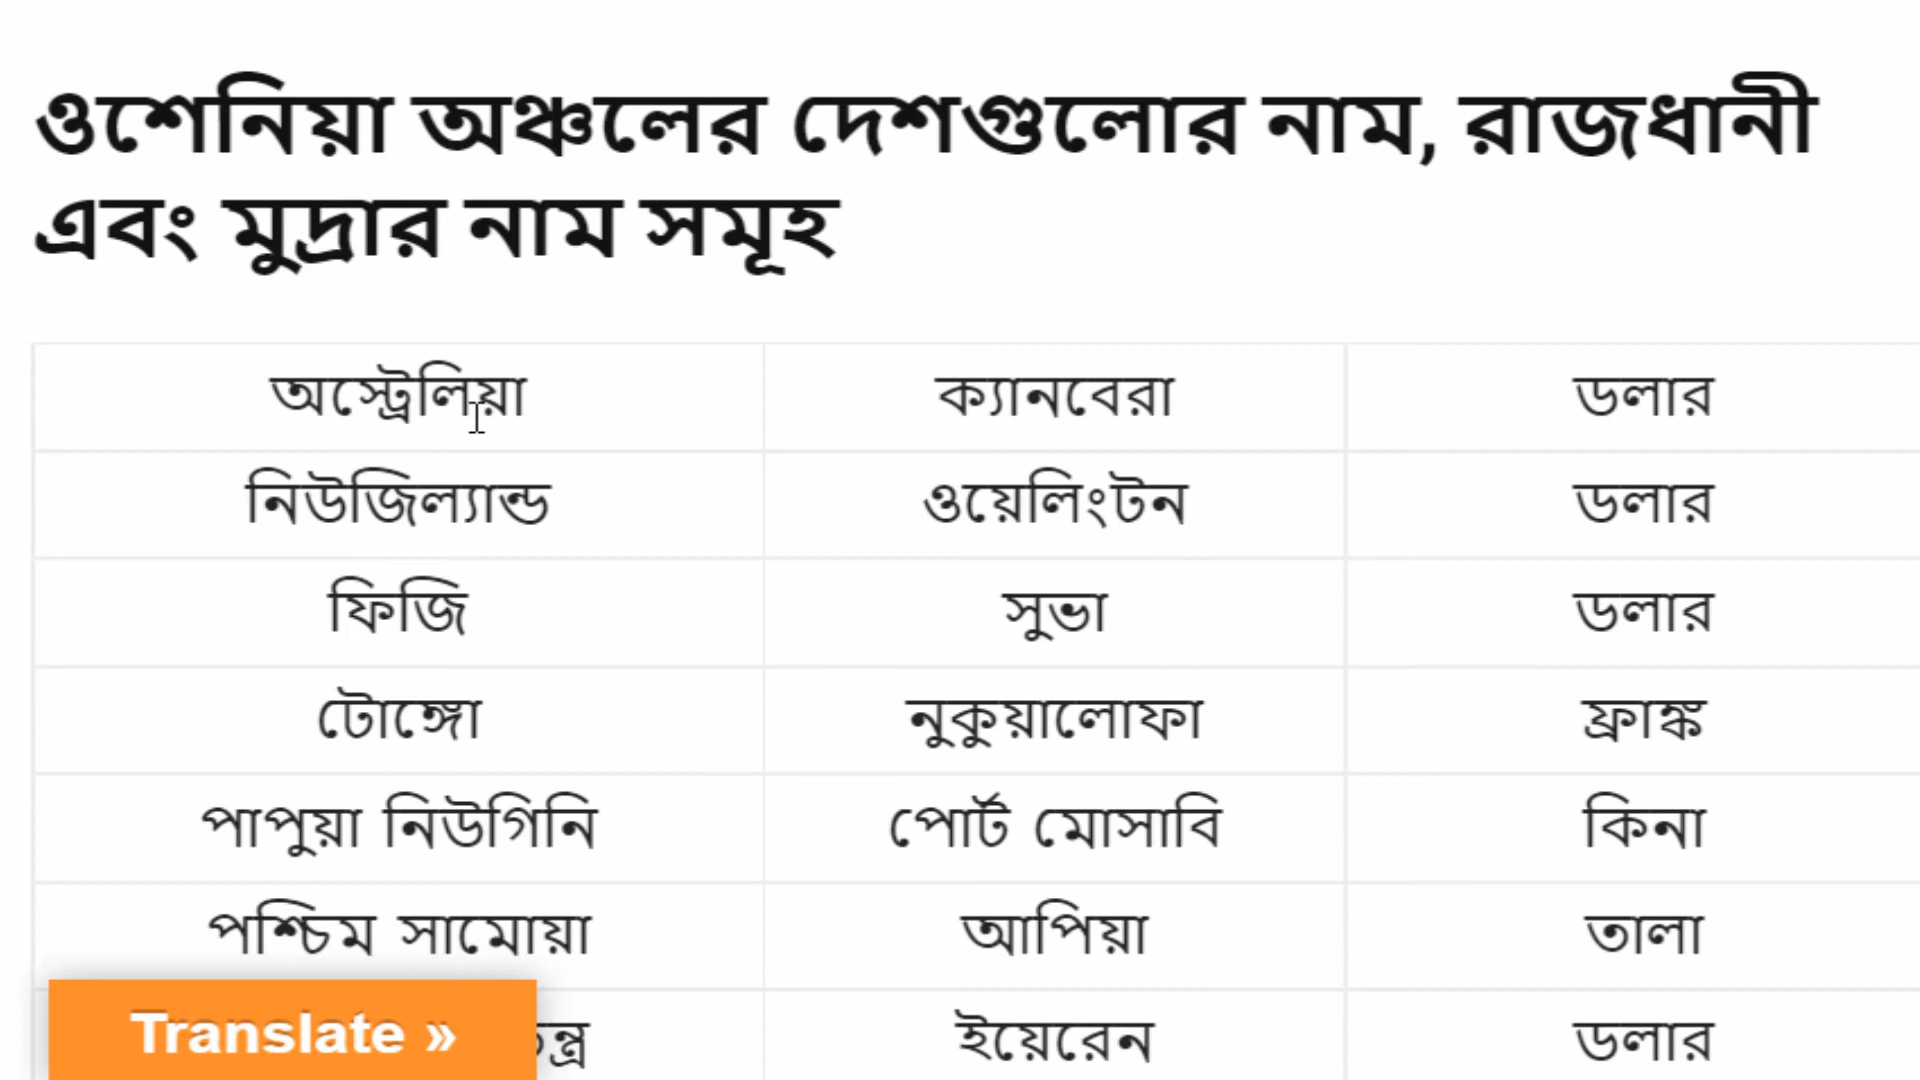 ওশেনিয়া অঞ্চলের দেশগুলোর নাম, রাজধানী
এবং মুদ্রার নাম সমূহ
অস্ট্রেলিয়া ক্যানবেরা ডলার
নিউজিল্যান্ড ওয়েলিংটন ডলার
ফিজি সুভা ডলার
টোঙ্গো নুকুয়ালোফা ফ্রাঙ্ক
পাপুয়া নিউগিনি পোর্ট মোসাবি কিনা
পশ্চিম সামোয়া আপিয়া তালা
ইয়েরেন ডলার
Translate »